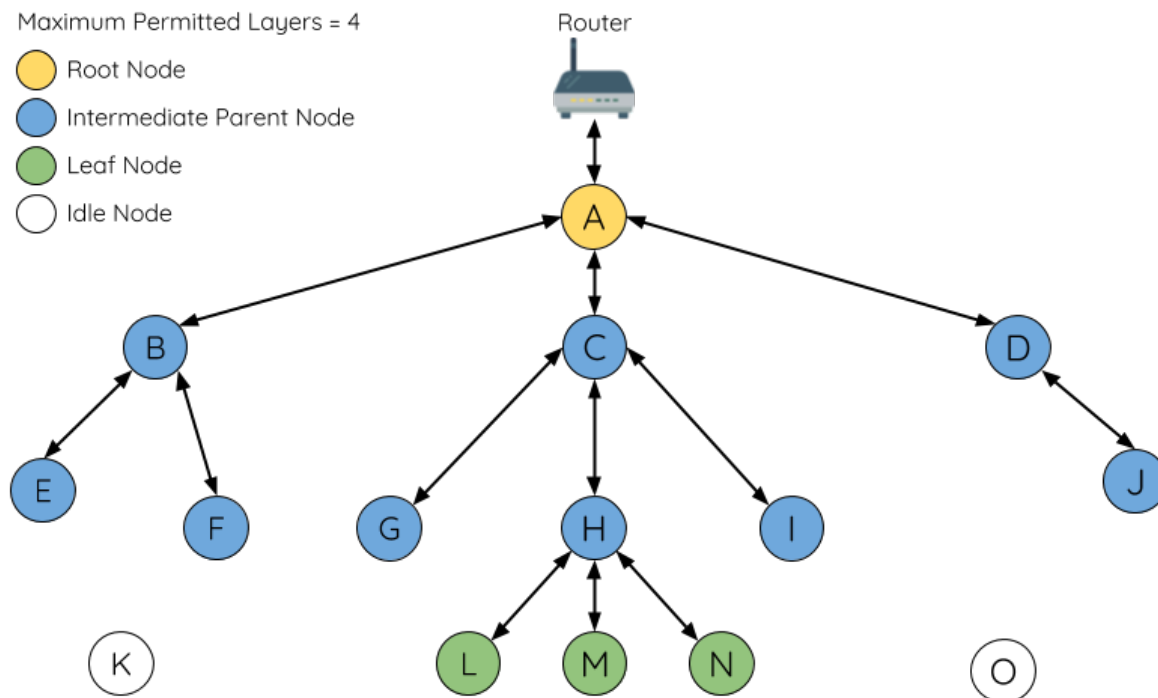 Maximum Permitted Layers = 4
Router
Root Node
Intermediate Parent Node
Leaf Node
Idle Node
A
B
C
D
E
F
G
H
I
J
K
L
M
N
O